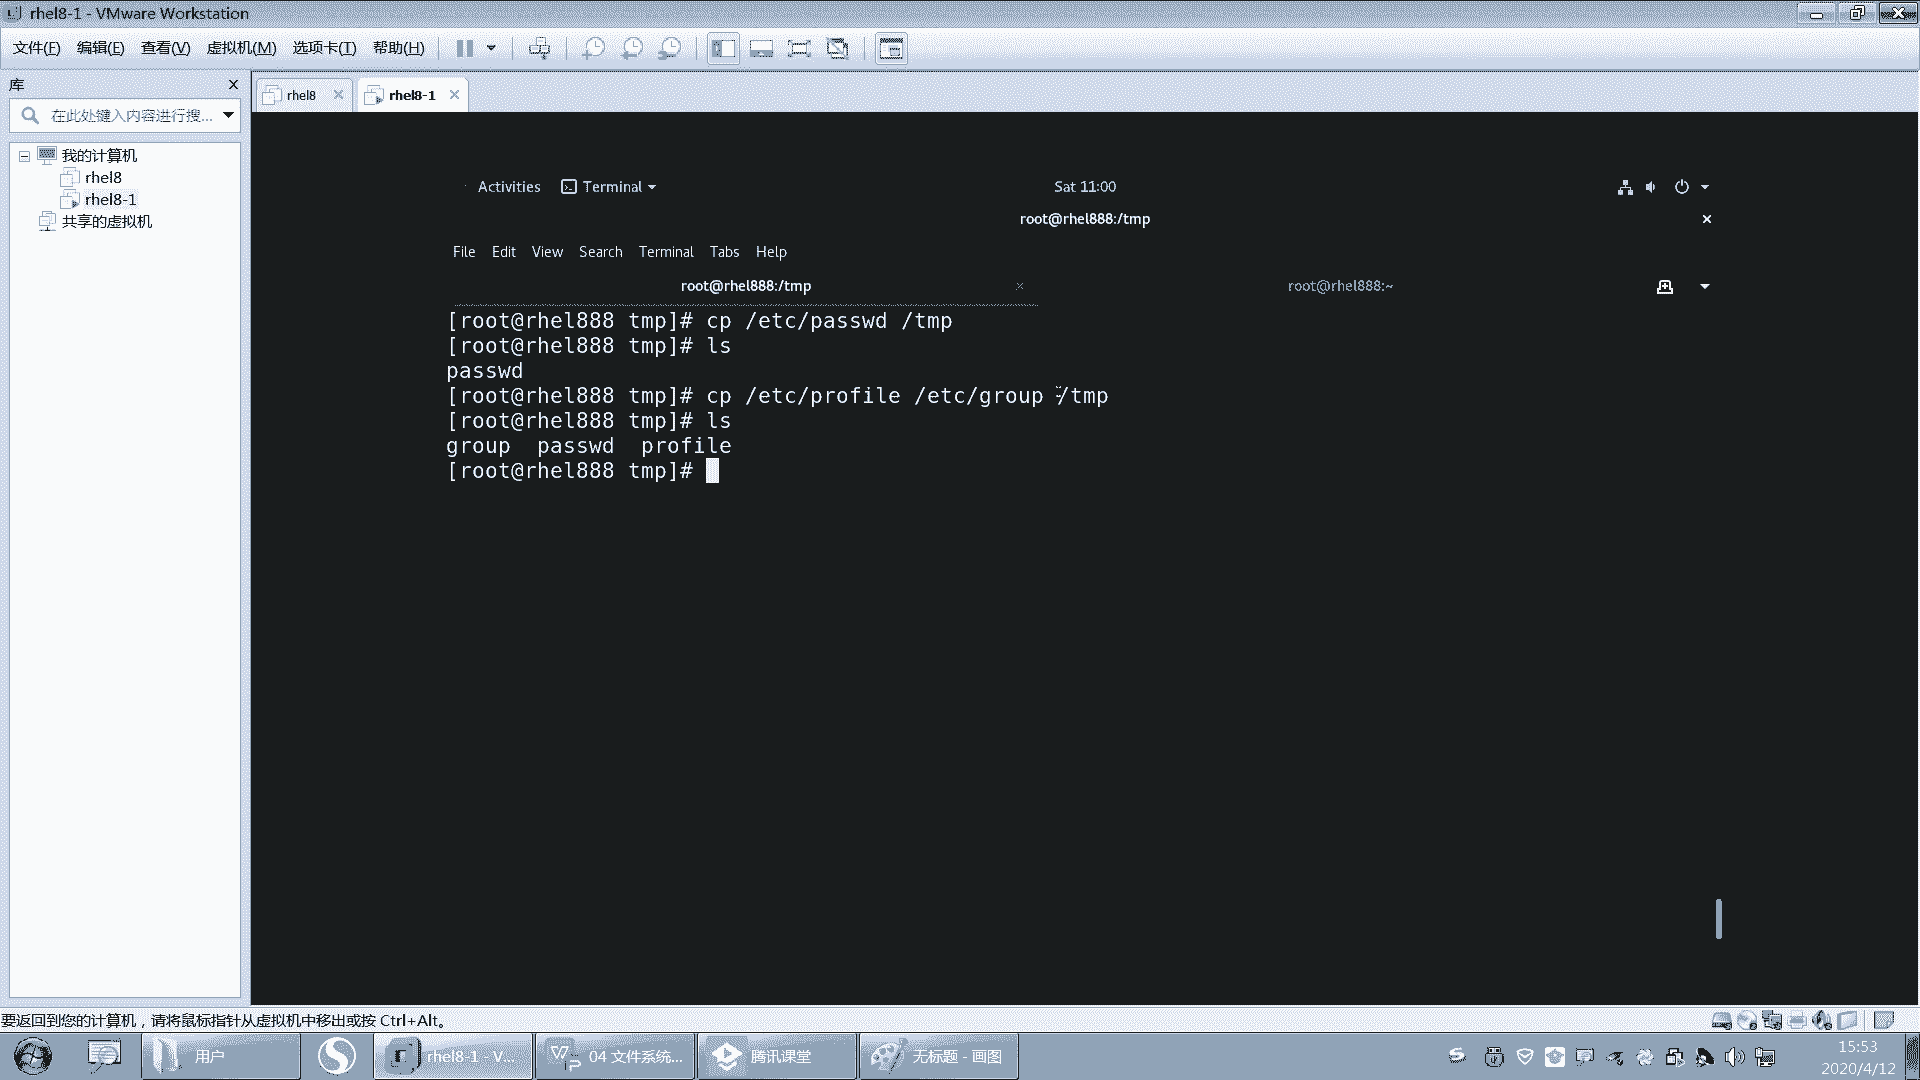 rhel8-1 - VMware Workstation
文件(F) 编辑(E) 查看(V) 虚拟机(M) 选项卡(T) 帮助(H)
库
在此处键入内容进行搜...
我的计算机
rhel8
rhel8-1
共享的虚拟机
rhel8 rhel8-1
Activities Terminal Sat 11:00
root@rhel888:/tmp
File Edit View Search Terminal Tabs Help
root@rhel888:/tmp root@rhel888:~
[root@rhel888 tmp]# cp /etc/passwd /tmp
[root@rhel888 tmp]# ls
passwd
[root@rhel888 tmp]# cp /etc/profile /etc/group /tmp
[root@rhel888 tmp]# ls
group passwd profile
[root@rhel888 tmp]#
要返回到您的计算机，请将鼠标指针从虚拟机中移出或按 Ctrl+Alt。
用户 rhel8-1 - V... 04 文件系统... 腾讯课堂 无标题 - 画图
15:53
2020/4/12